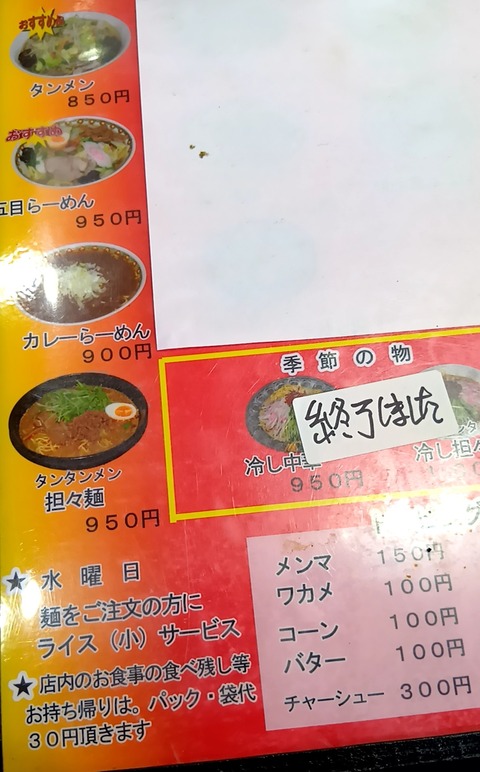 おすすめ
タンメン
850円
おすすめ
五目らーめん
950円
カレーらーめん
900円
タンタンメン
担々麺
950円
季節の物
終了しました
冷し中華
950円
冷し担々
★水曜日
麺をご注文の方に
ライス(小)サービス
★店内のお食事の食べ残し等
お持ち帰りは。パック・袋代
30円頂きます
メンマ 150円
ワカメ 100円
コーン 100円
バター 100円
チャーシュー 300円